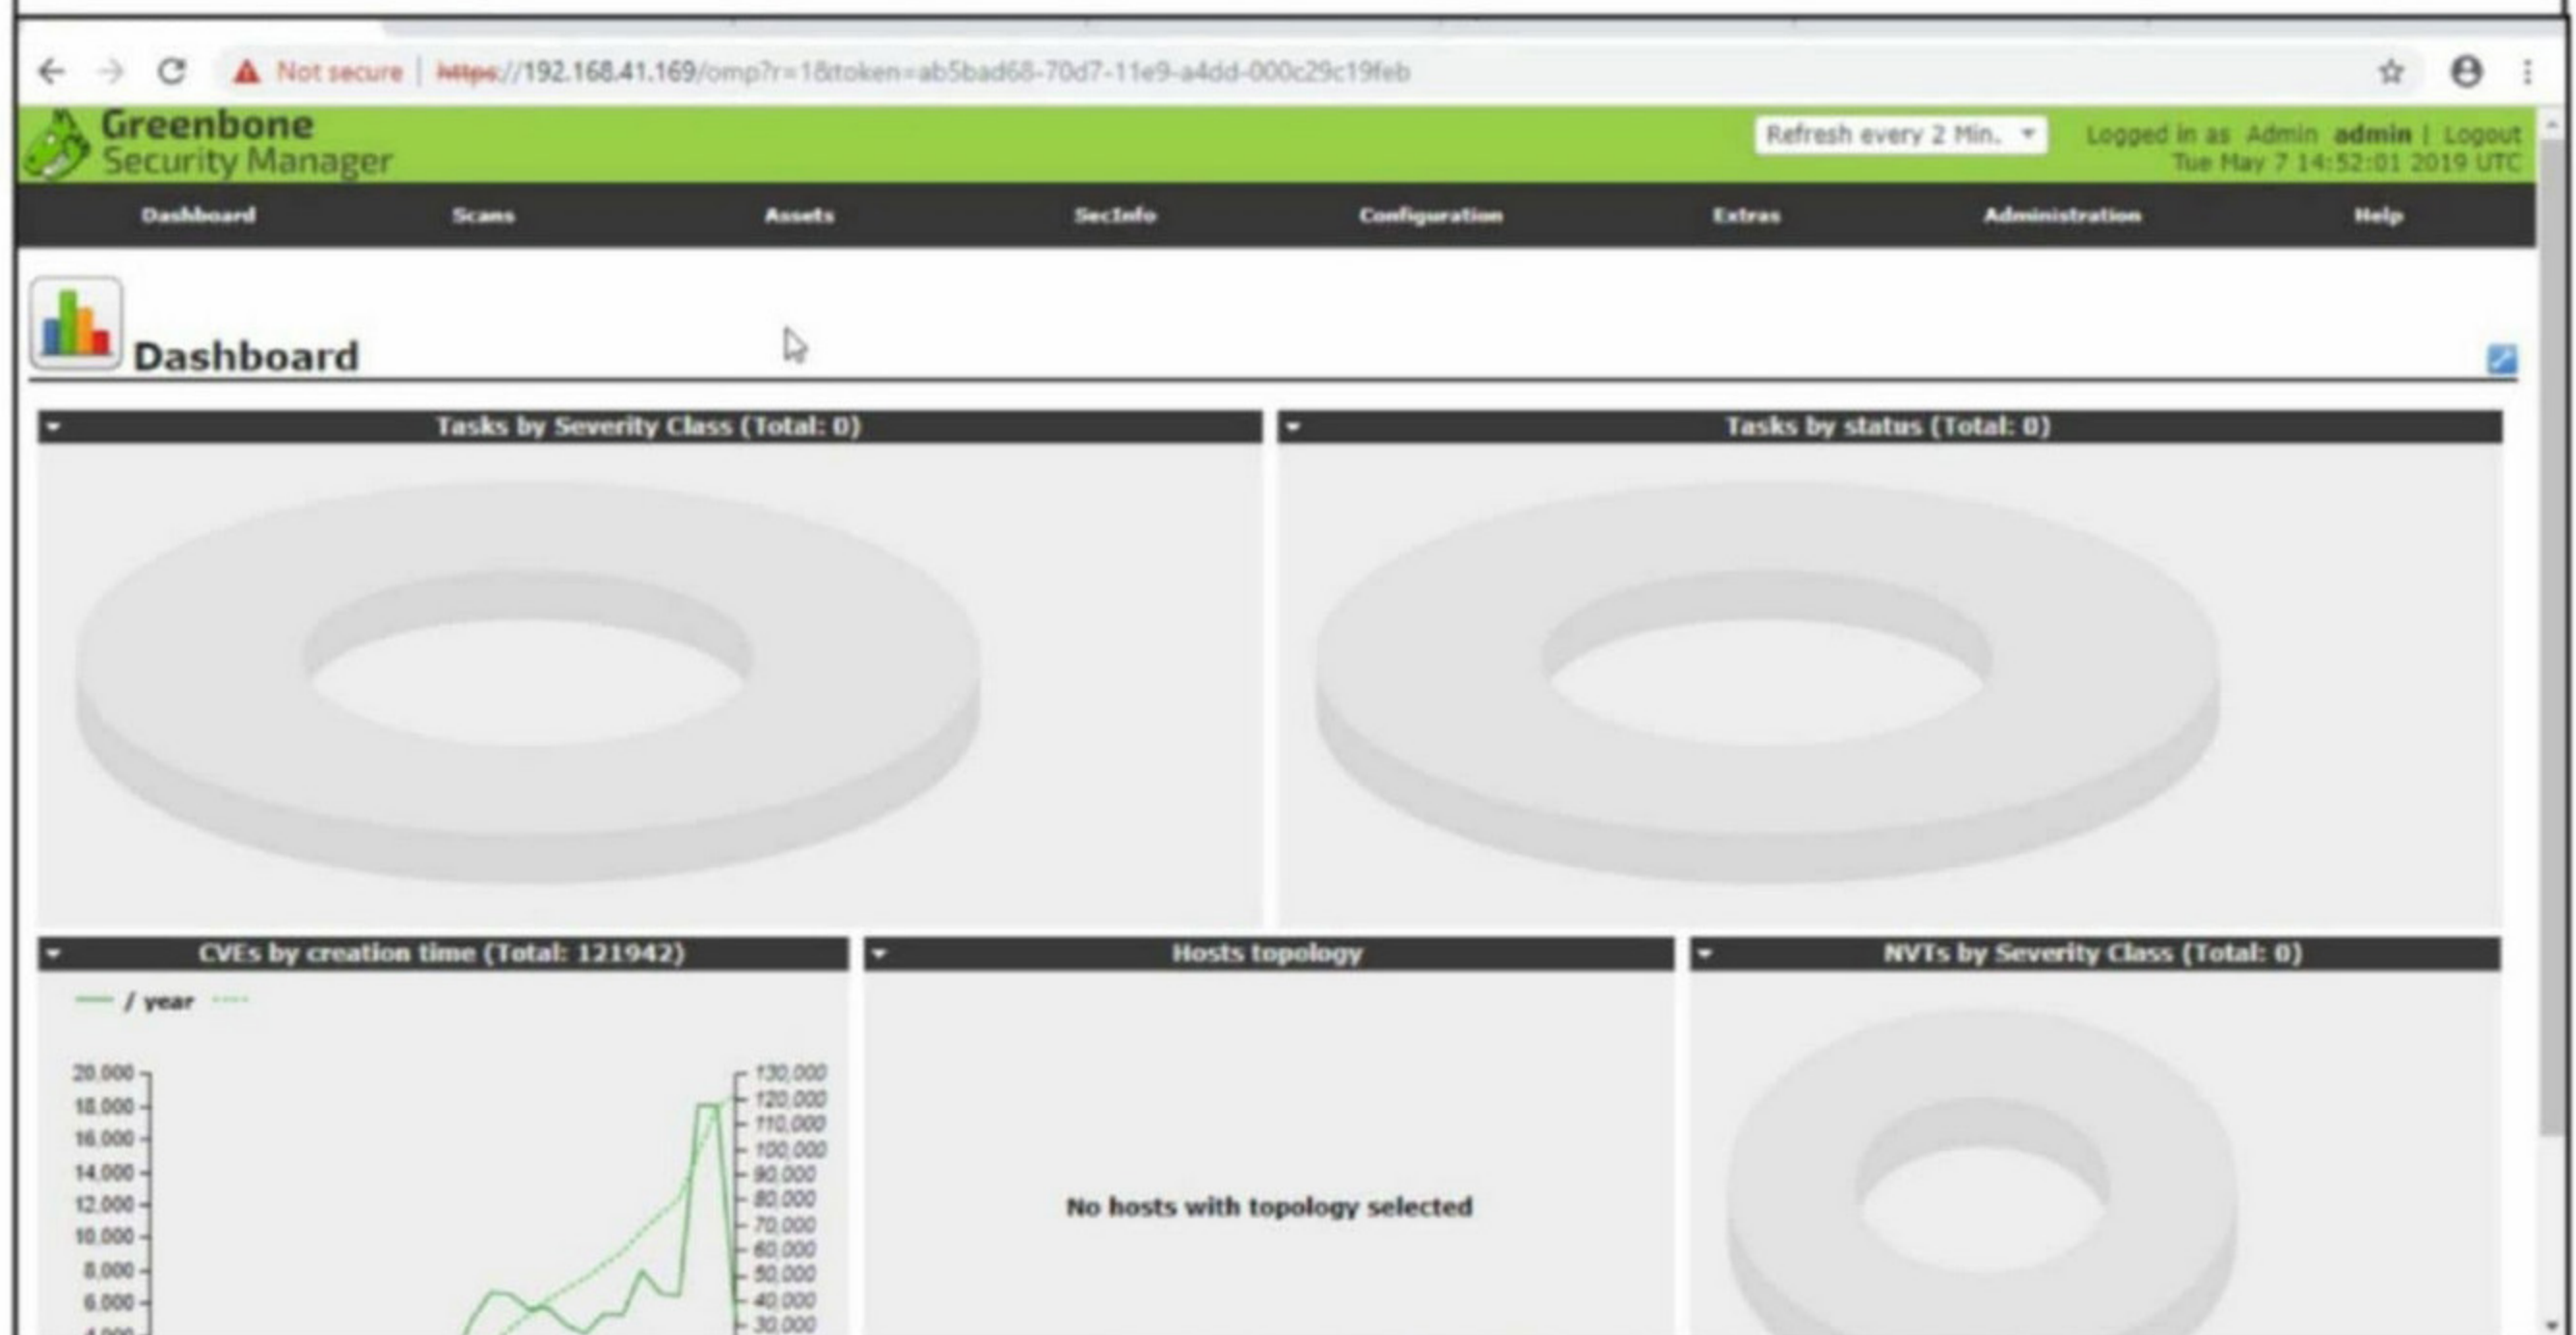 Not secure | https://192.168.41.169/omp?r=1&token=ab5bad68-70d7-11e9-a4dd-000c29c19feb
Greenbone
Security Manager
Refresh every 2 Min.
Logged in as Admin admin | Logout
Tue May 7 14:52:01 2019 UTC
Dashboard Scans Assets SecInfo Configuration Extras Administration Help
Dashboard
Tasks by Severity Class (Total: 0)
Tasks by status (Total: 0)
CVEs by creation time (Total: 121942)
Hosts topology
NVTs by Severity Class (Total: 0)
/ year
20,000
18,000
16,000
14,000
12,000
10,000
8,000
6,000
130,000
120,000
110,000
100,000
90,000
80,000
70,000
60,000
50,000
40,000
30,000
No hosts with topology selected